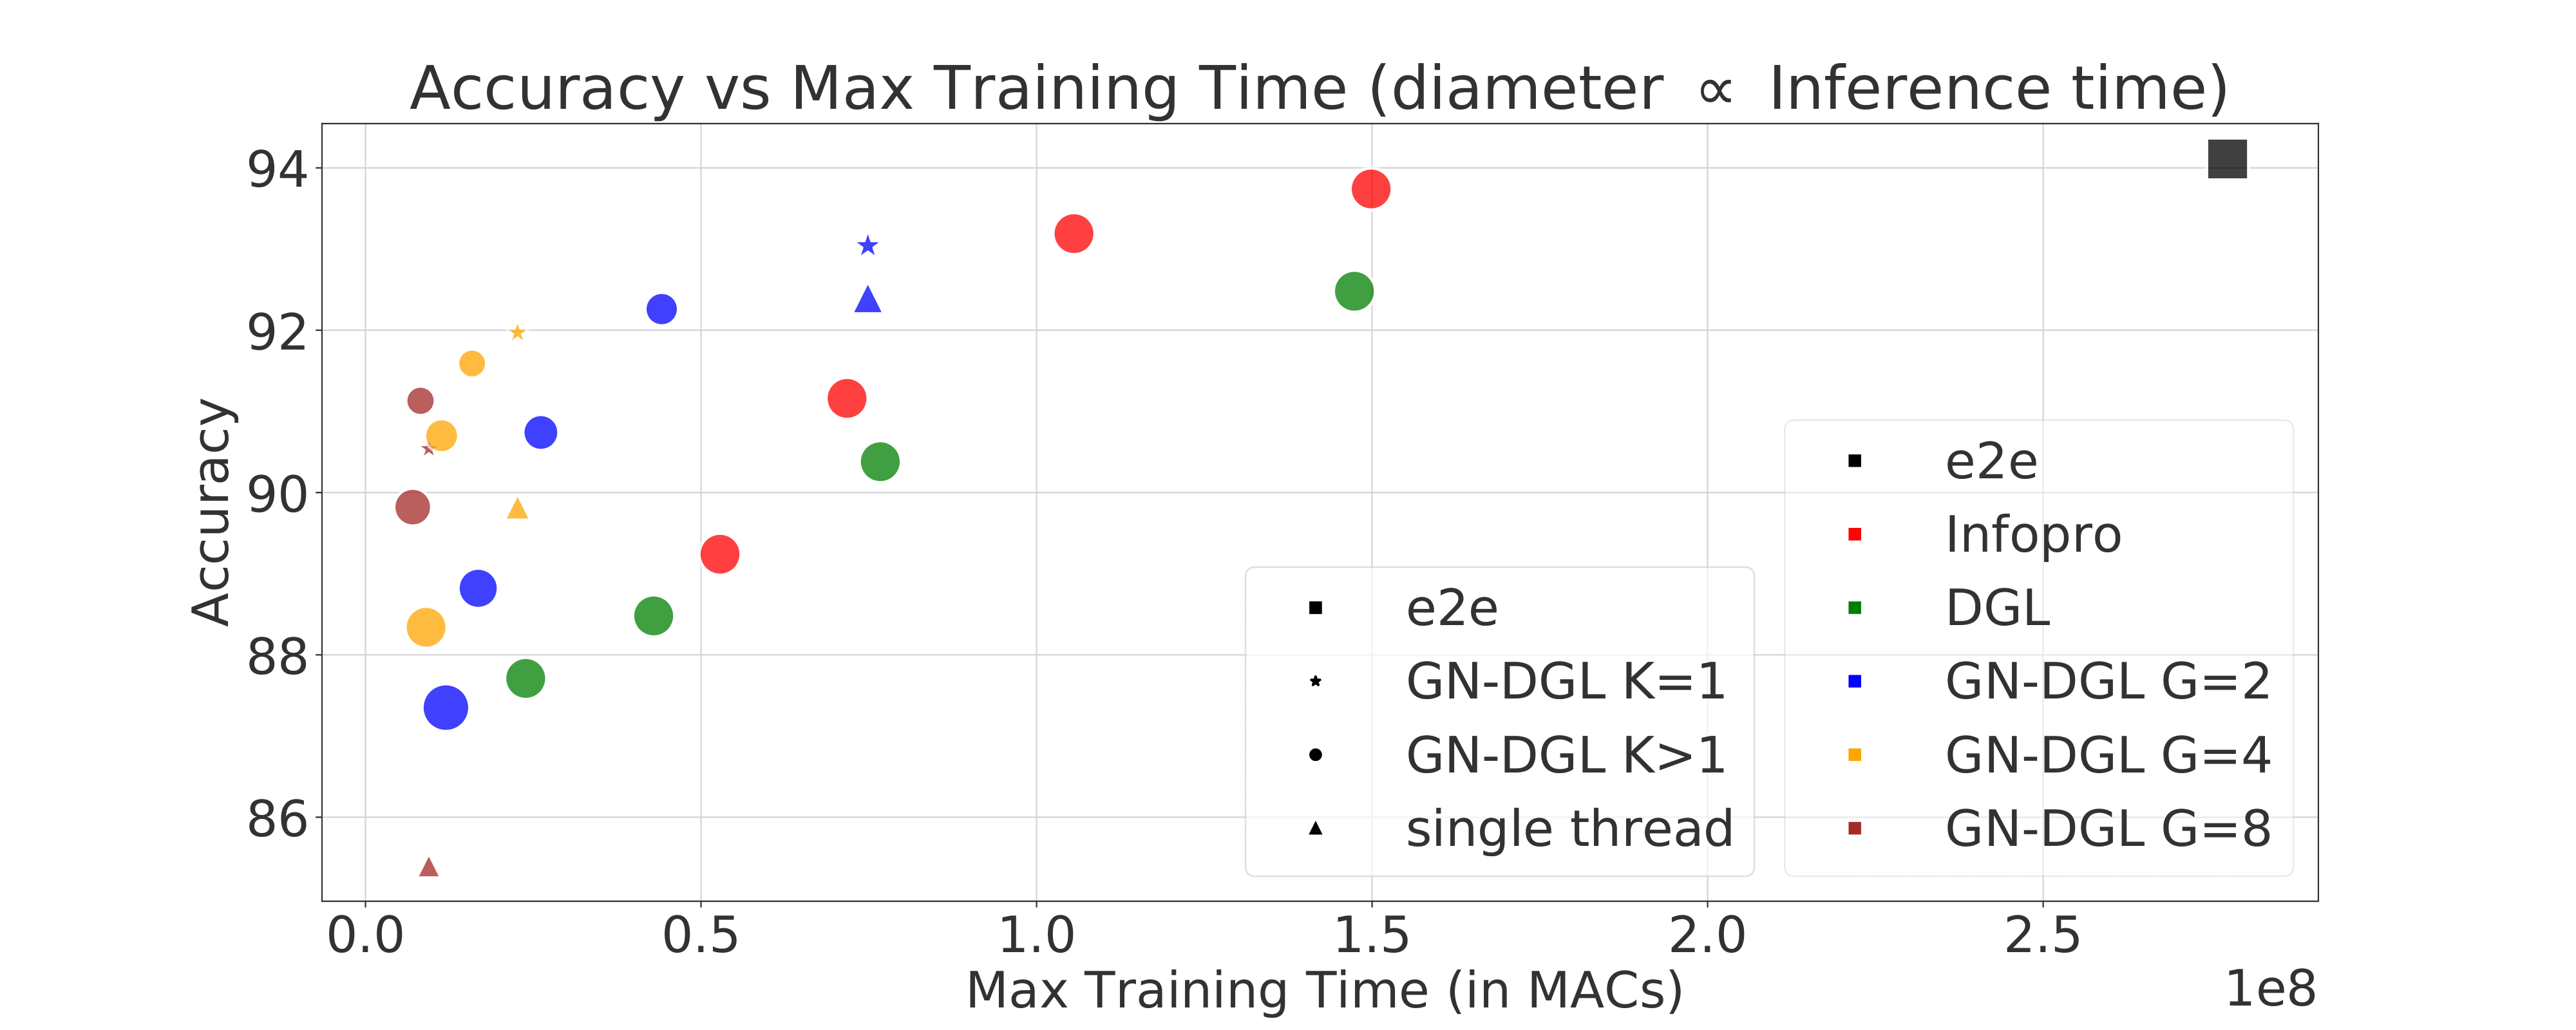 Accuracy vs Max Training Time (diameter ∝ Inference time)
Accuracy
94
92
90
88
86
0.0 0.5 1.0 1.5 2.0 2.5
1e8
Max Training Time (in MACs)
e2e
GN-DGL K=1
GN-DGL K>1
single thread
e2e
Infopro
DGL
GN-DGL G=2
GN-DGL G=4
GN-DGL G=8